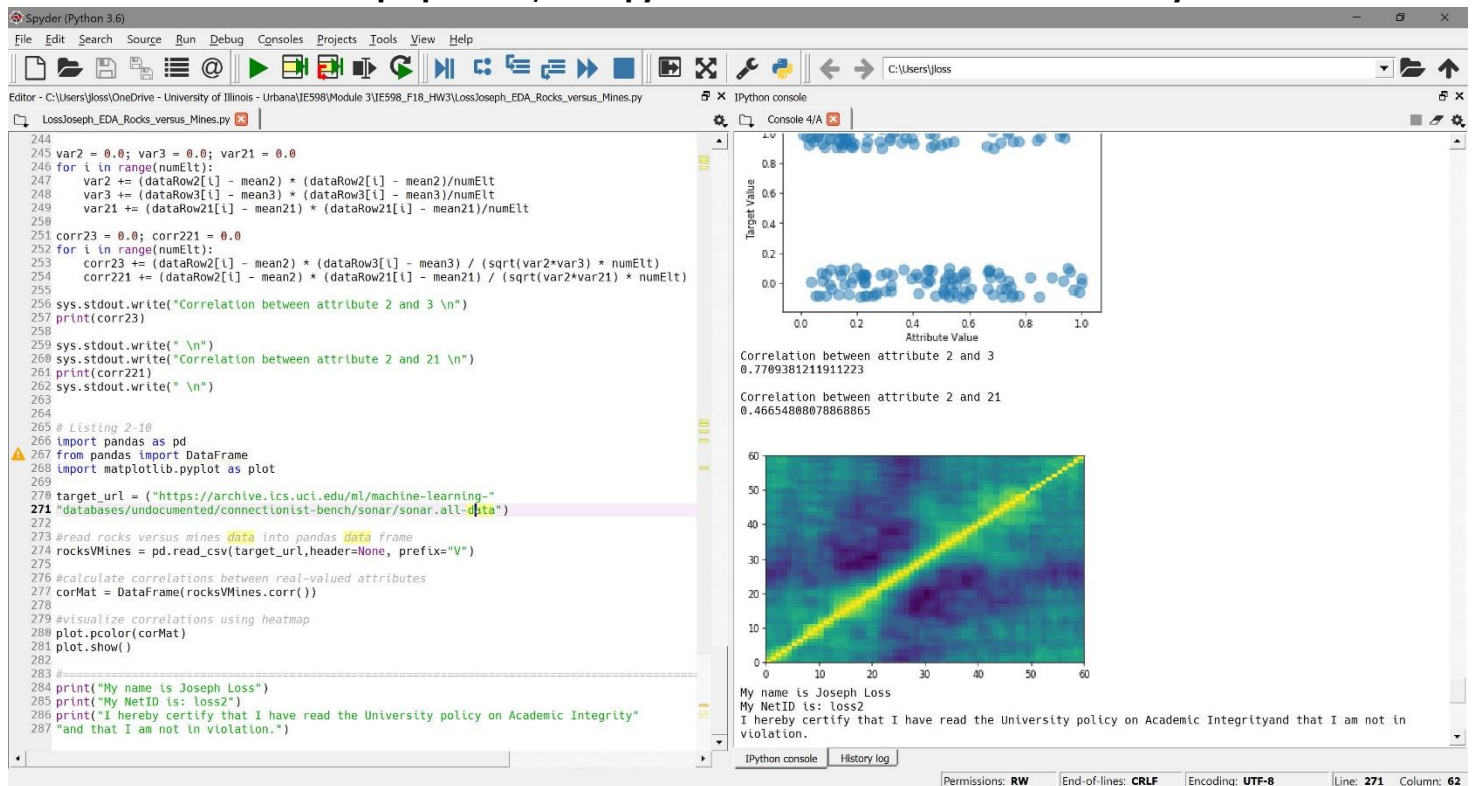 Spyder (Python 3.6)
File Edit Search Source Run Debug Consoles Projects Tools View Help
C:\Users\jloss
Editor - C:\Users\jloss\OneDrive - University of Illinois - Urbana\IE598\Module 3\IE598_F18_HW3\LossJoseph_EDA_Rocks_versus_Mines.py
LossJoseph_EDA_Rocks_versus_Mines.py
244
245 var2 = 0.0; var3 = 0.0; var21 = 0.0
246 for i in range(numElt):
247     var2 += (dataRow2[i] - mean2) * (dataRow2[i] - mean2)/numElt
248     var3 += (dataRow3[i] - mean3) * (dataRow3[i] - mean3)/numElt
249     var21 += (dataRow21[i] - mean21) * (dataRow21[i] - mean21)/numElt
250
251 corr23 = 0.0; corr221 = 0.0
252 for i in range(numElt):
253     corr23 += (dataRow2[i] - mean2) * (dataRow3[i] - mean3) / (sqrt(var2*var3) * numElt)
254     corr221 += (dataRow2[i] - mean2) * (dataRow21[i] - mean21) / (sqrt(var2*var21) * numElt)
255
256 sys.stdout.write("Correlation between attribute 2 and 3 \n")
257 print(corr23)
258
259 sys.stdout.write(" \n")
260 sys.stdout.write("Correlation between attribute 2 and 21 \n")
261 print(corr221)
262 sys.stdout.write(" \n")
263
264
265 # Listing 2-10
266 import pandas as pd
267 from pandas import DataFrame
268 import matplotlib.pyplot as plot
269
270 target_url = ("https://archive.ics.uci.edu/ml/machine-learning-"
271 "databases/undocumented/connectionist-bench/sonar/sonar.all-data")
272
273 #read rocks versus mines data into pandas data frame
274 rocksVMines = pd.read_csv(target_url,header=None, prefix="V")
275
276 #calculate correlations between real-valued attributes
277 corMat = DataFrame(rocksVMines.corr())
278
279 #visualize correlations using heatmap
280 plot.pcolor(corMat)
281 plot.show()
282
283 #==============================================================================
284 print("My name is Joseph Loss")
285 print("My NetID is: loss2")
286 print("I hereby certify that I have read the University policy on Academic Integrity"
287 "and that I am not in violation.")
IPython console
Console 4/A
1.0
0.8
0.6
0.4
0.2
0.0
Target Value
0.0 0.2 0.4 0.6 0.8 1.0
Attribute Value
Correlation between attribute 2 and 3
0.7709381211911223
Correlation between attribute 2 and 21
0.46654808078868865
60
50
40
30
20
10
0
0 10 20 30 40 50 60
My name is Joseph Loss
My NetID is: loss2
I hereby certify that I have read the University policy on Academic Integrityand that I am not in
violation.
IPython console History log
Permissions: RW End-of-lines: CRLF Encoding: UTF-8 Line: 271 Column: 62